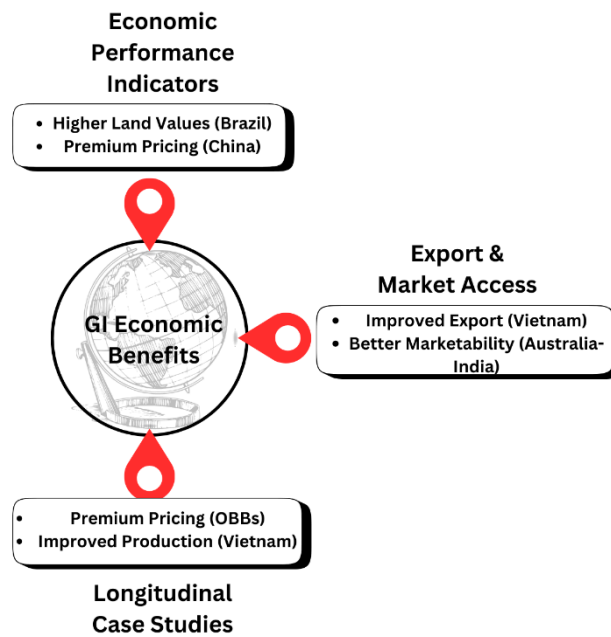 Economic
Performance
Indicators
• Higher Land Values (Brazil)
• Premium Pricing (China)
GI Economic
Benefits
Export &
Market Access
• Improved Export (Vietnam)
• Better Marketability (Australia-
India)
• Premium Pricing (OBBs)
• Improved Production (Vietnam)
Longitudinal
Case Studies